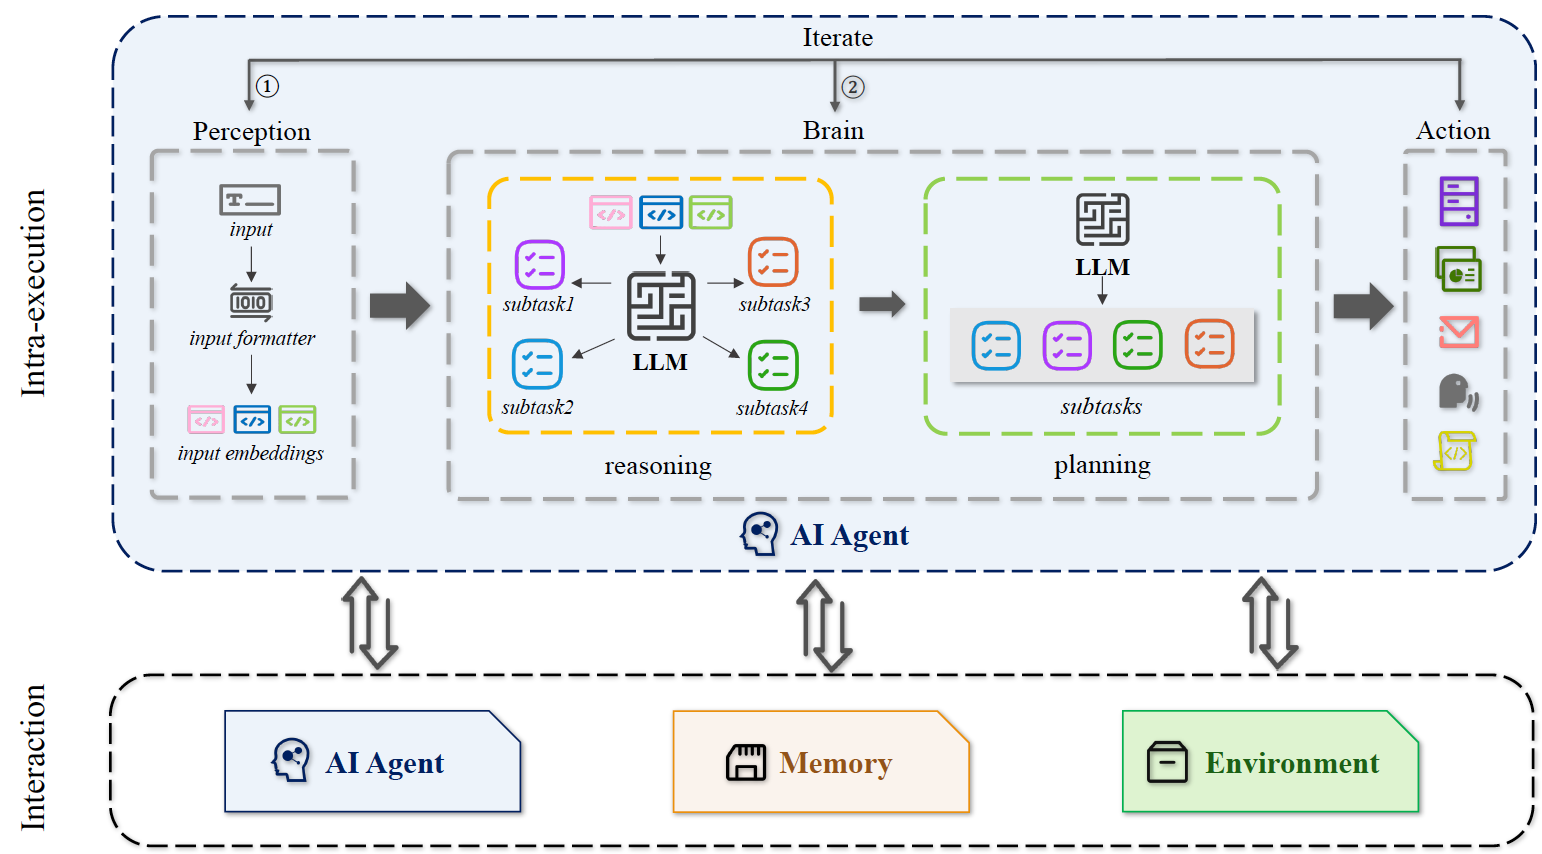 Iterate
①
②
Perception
Brain
Action
Intra-execution
input
input formatter
input embeddings
subtask1
subtask3
LLM
subtask2
subtask4
reasoning
LLM
subtasks
planning
AI Agent
Interaction
AI Agent
Memory
Environment